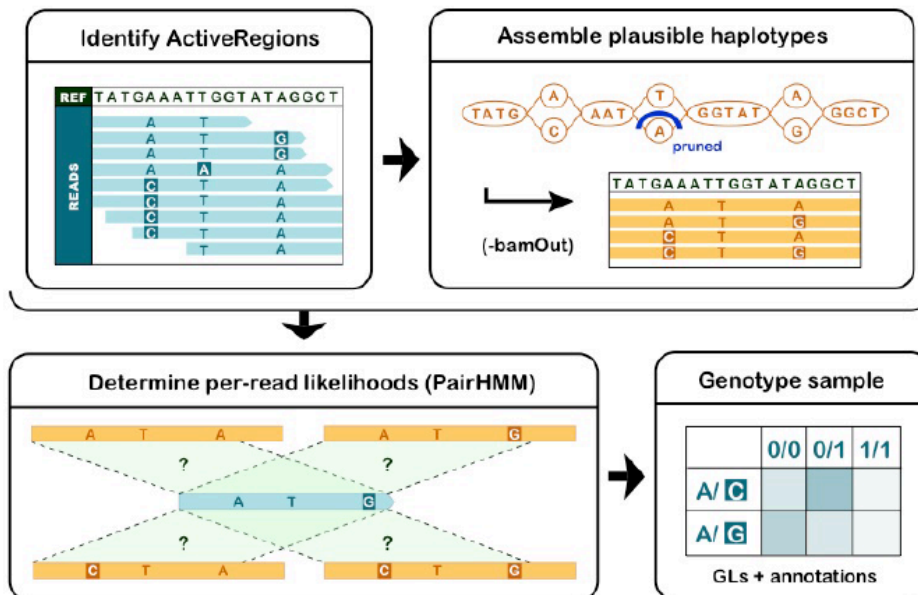 Identify ActiveRegions
REF TATGAAATTGGTATAGGCT
READS
A T
A T G
A T G
A A A
C T A
C T A
C T A
C T A
T A
Assemble plausible haplotypes
TATG A C AAT T A GGTAT A G GGCT
pruned
(-bamOut)
TATGAAATTGGTATAGGCT
A T A
A T G
C T A
C T G
Determine per-read likelihoods (PairHMM)
A T A A T G
? ?
A T G
? ?
C T A C T G
Genotype sample
0/0 0/1 1/1
A/ C
A/ G
GLs + annotations